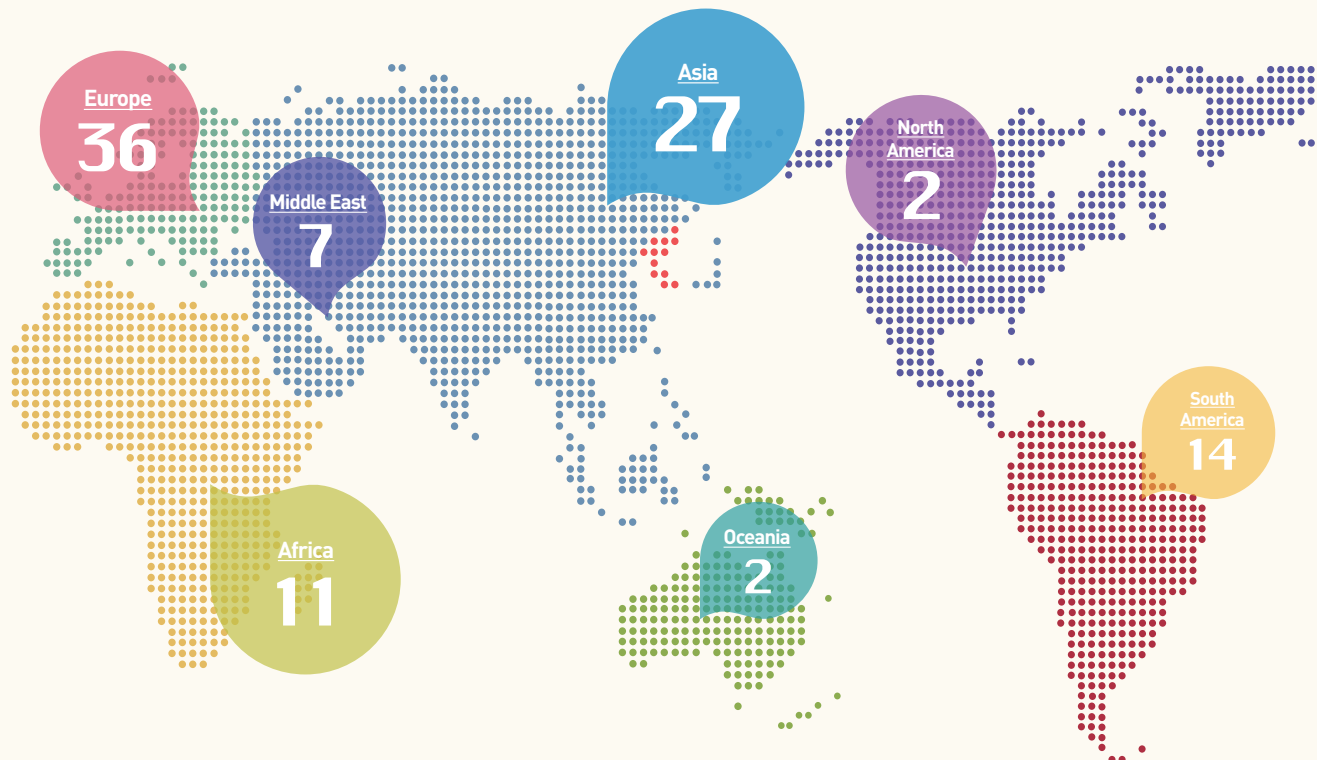 Europe
36
Asia
27
Middle East
7
North
America
2
South
America
14
Africa
11
Oceania
2